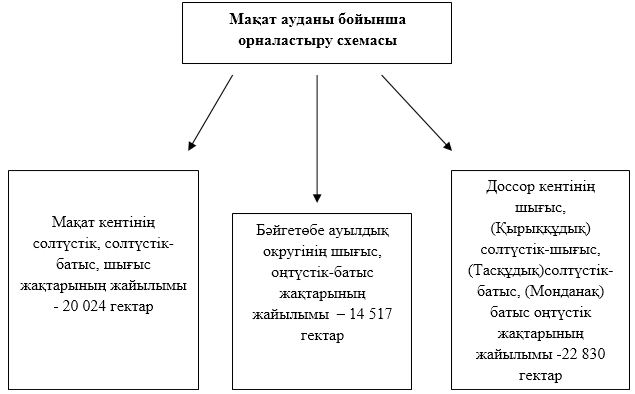 Мақат ауданы бойынша
орналастыру схемасы
Мақат кентінің
солтүстік, солтүстік-
батыс, шығыс
жақтарының жайылымы
- 20 024 гектар
Бәйгетөбе ауылдық
округінің шығыс,
оңтүстік-батыс
жақтарының
жайылымы – 14 517
гектар
Доссор кентінің
шығыс,
(Қырыққұдық)
солтүстік-шығыс,
(Тасқұдық)солтүстік-
батыс, (Монданақ)
батыс оңтүстік
жақтарының
жайылымы -22 830
гектар